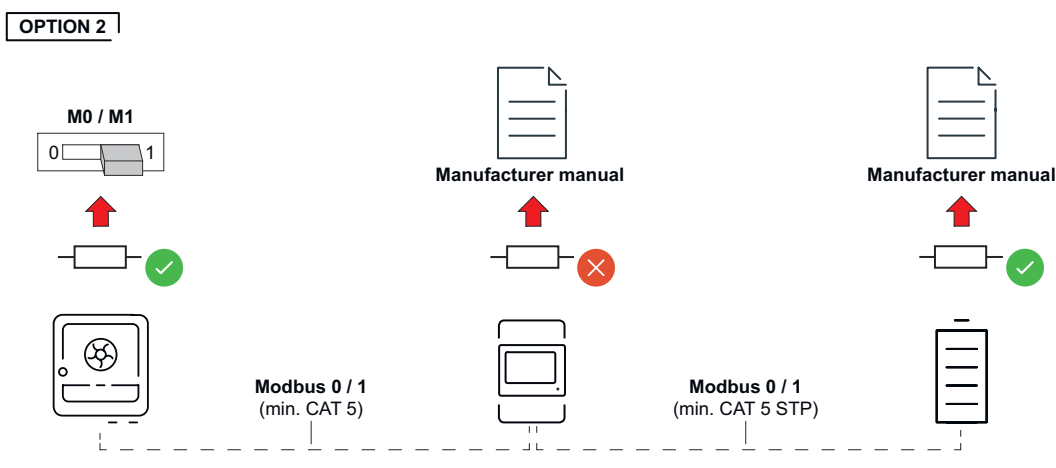 OPTION 2
M0 / M1
0 1
Manufacturer manual
Manufacturer manual
Modbus 0 / 1
(min. CAT 5)
Modbus 0 / 1
(min. CAT 5 STP)